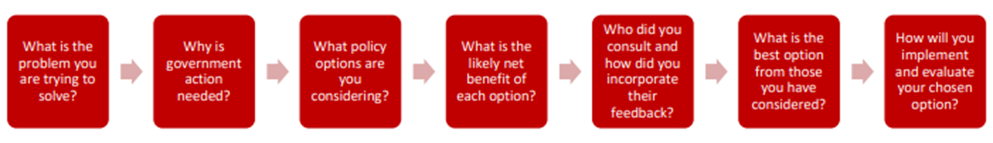 What is the
problem you
are trying to
solve?
Why is
government
action
needed?
What policy
options are
you
considering?
What is the
likely net
benefit of
each option?
Who did you
consult and
how did you
incorporate
their
feedback?
What is the
best option
from those
you have
considered?
How will you
implement
and evaluate
your chosen
option?